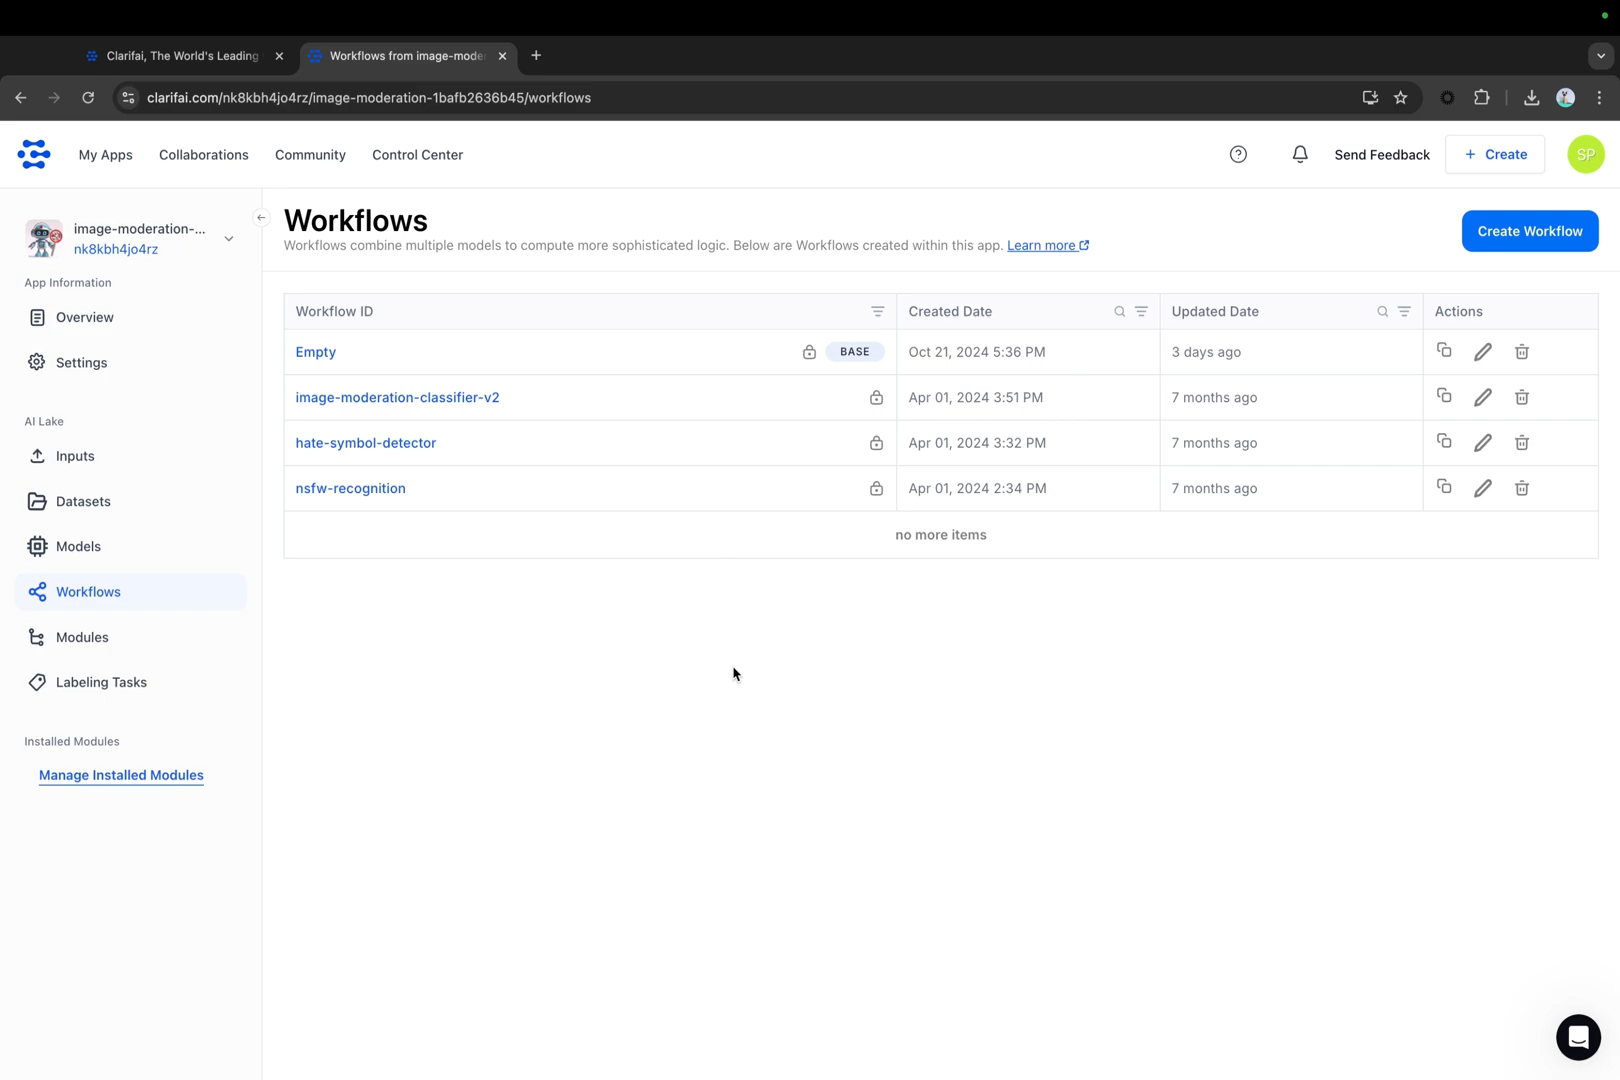 Clarifai, The World's Leading
Workflows from image-mode
clarifai.com/nk8kbh4jo4rz/image-moderation-1bafb2636b45/workflows
My Apps
Collaborations
Community
Control Center
Send Feedback
+ Create
SP
image-moderation-...
nk8kbh4jo4rz
App Information
Overview
Settings
AI Lake
Inputs
Datasets
Models
Workflows
Modules
Labeling Tasks
Installed Modules
Manage Installed Modules
Workflows
Workflows combine multiple models to compute more sophisticated logic. Below are Workflows created within this app. Learn more
Create Workflow
Workflow ID Created Date Updated Date Actions
Empty BASE Oct 21, 2024 5:36 PM 3 days ago
image-moderation-classifier-v2 Apr 01, 2024 3:51 PM 7 months ago
hate-symbol-detector Apr 01, 2024 3:32 PM 7 months ago
nsfw-recognition Apr 01, 2024 2:34 PM 7 months ago
no more items